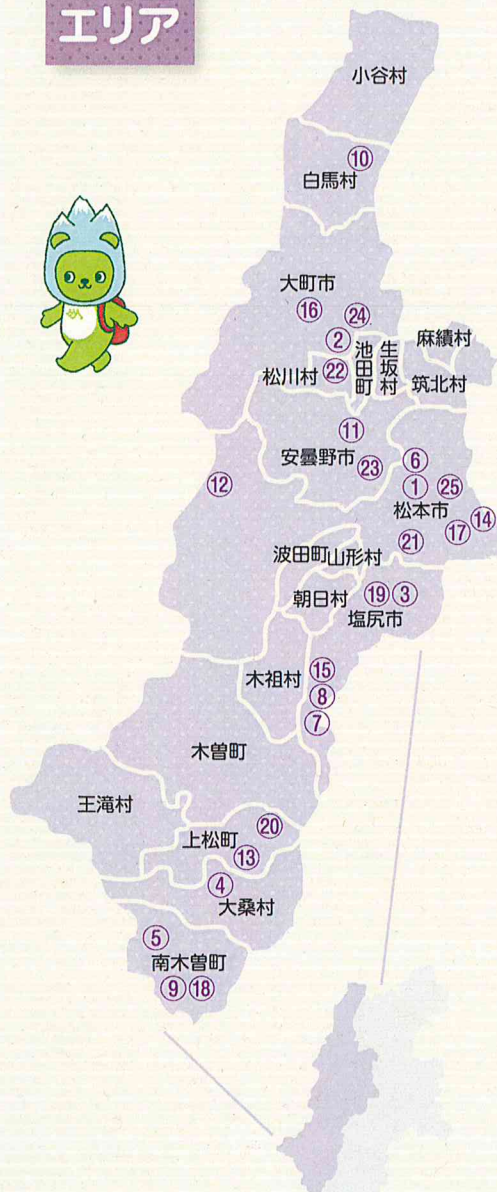 エリア
小谷村
⑩
白馬村
大町市
⑯
㉔
②
池田町
生坂村
麻績村
松川村
㉒
筑北村
⑪
安曇野市
㉓
⑥
⑫
①
㉕
松本市
⑭
⑰
㉑
波田町
山形村
朝日村
⑲
③
塩尻市
木祖村
⑮
⑧
⑦
木曽町
王滝村
上松町
⑳
⑬
④
大桑村
⑤
南木曽町
⑨
⑱